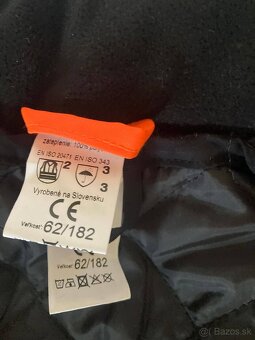 zateplenie: 100% pol
EN ISO 20471 EN ISO 343
2 3
3
Vyrobené na Slovensku
CE
Veľkosť: 62/182
Veľkosť: 62/182
Bazos.sk